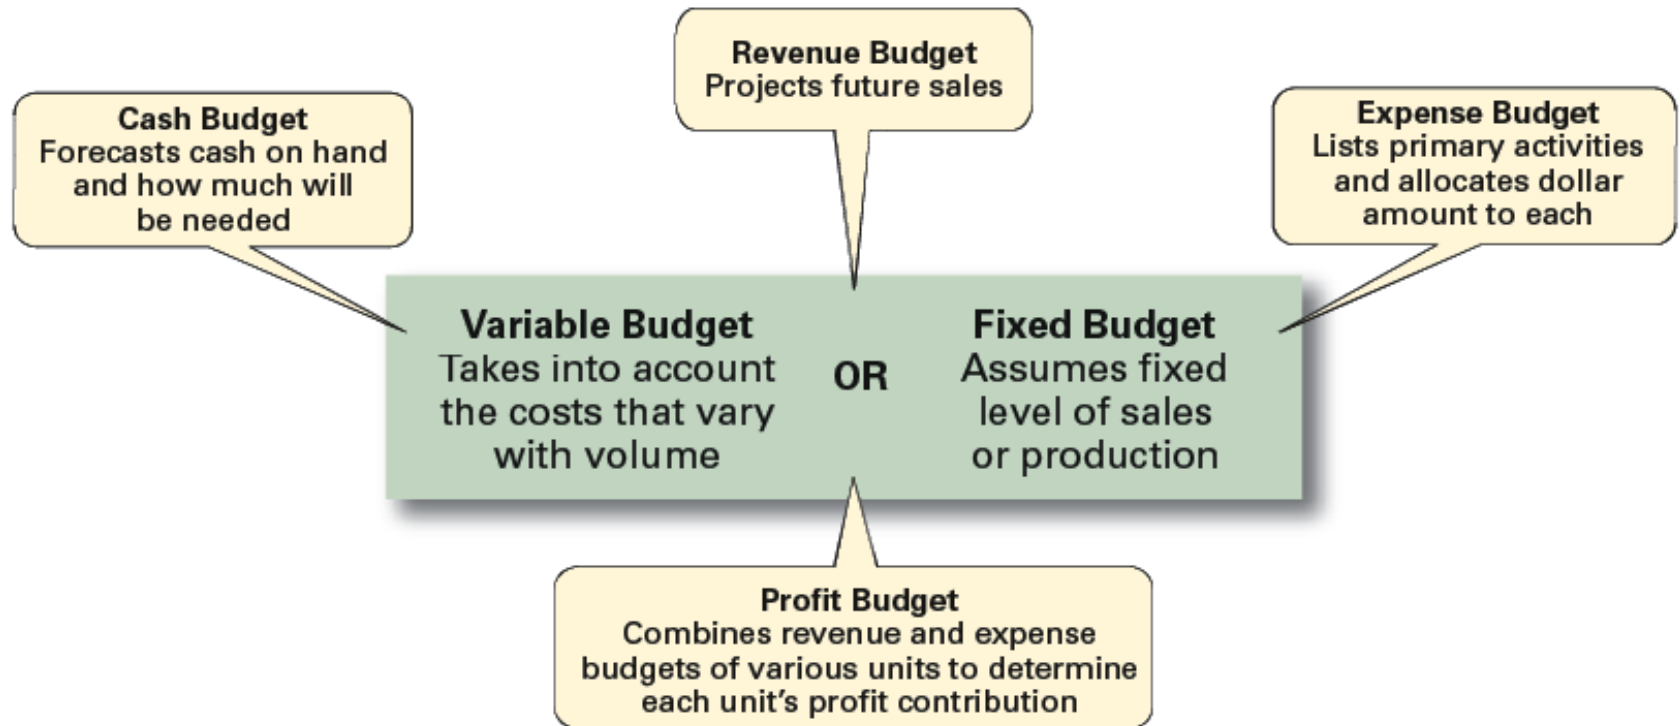 Revenue Budget
Projects future sales
Cash Budget
Forecasts cash on hand
and how much will
be needed
Expense Budget
Lists primary activities
and allocates dollar
amount to each
Variable Budget
Takes into account
the costs that vary
with volume
OR
Fixed Budget
Assumes fixed
level of sales
or production
Profit Budget
Combines revenue and expense
budgets of various units to determine
each unit's profit contribution